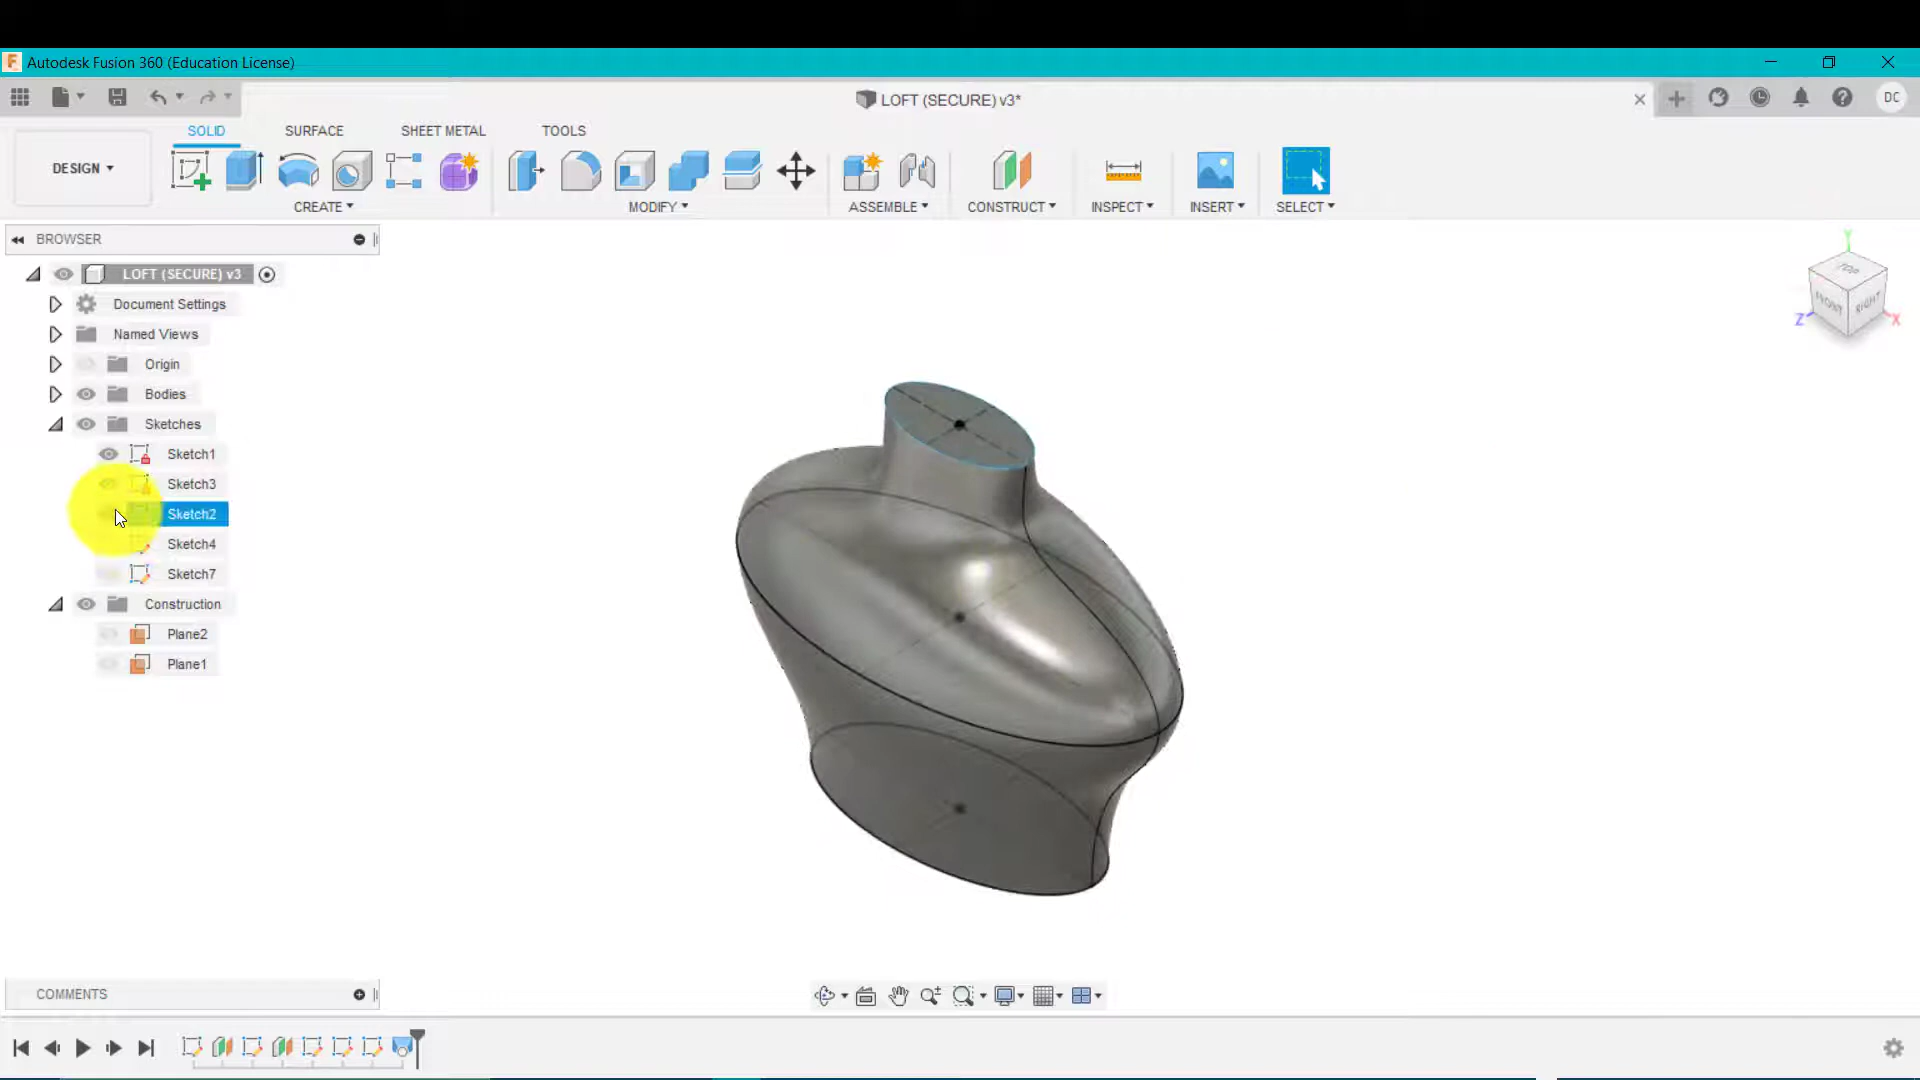 Autodesk Fusion 360 (Education License)
LOFT (SECURE) v3*
DC
SOLID
SURFACE
SHEET METAL
TOOLS
DESIGN
CREATE
MODIFY
ASSEMBLE
CONSTRUCT
INSPECT
INSERT
SELECT
BROWSER
LOFT (SECURE) v3
Document Settings
Named Views
Origin
Bodies
Sketches
Sketch1
Sketch3
Sketch2
Sketch4
Sketch7
Construction
Plane2
Plane1
Y
TOP
FRONT
RIGHT
Z
X
COMMENTS